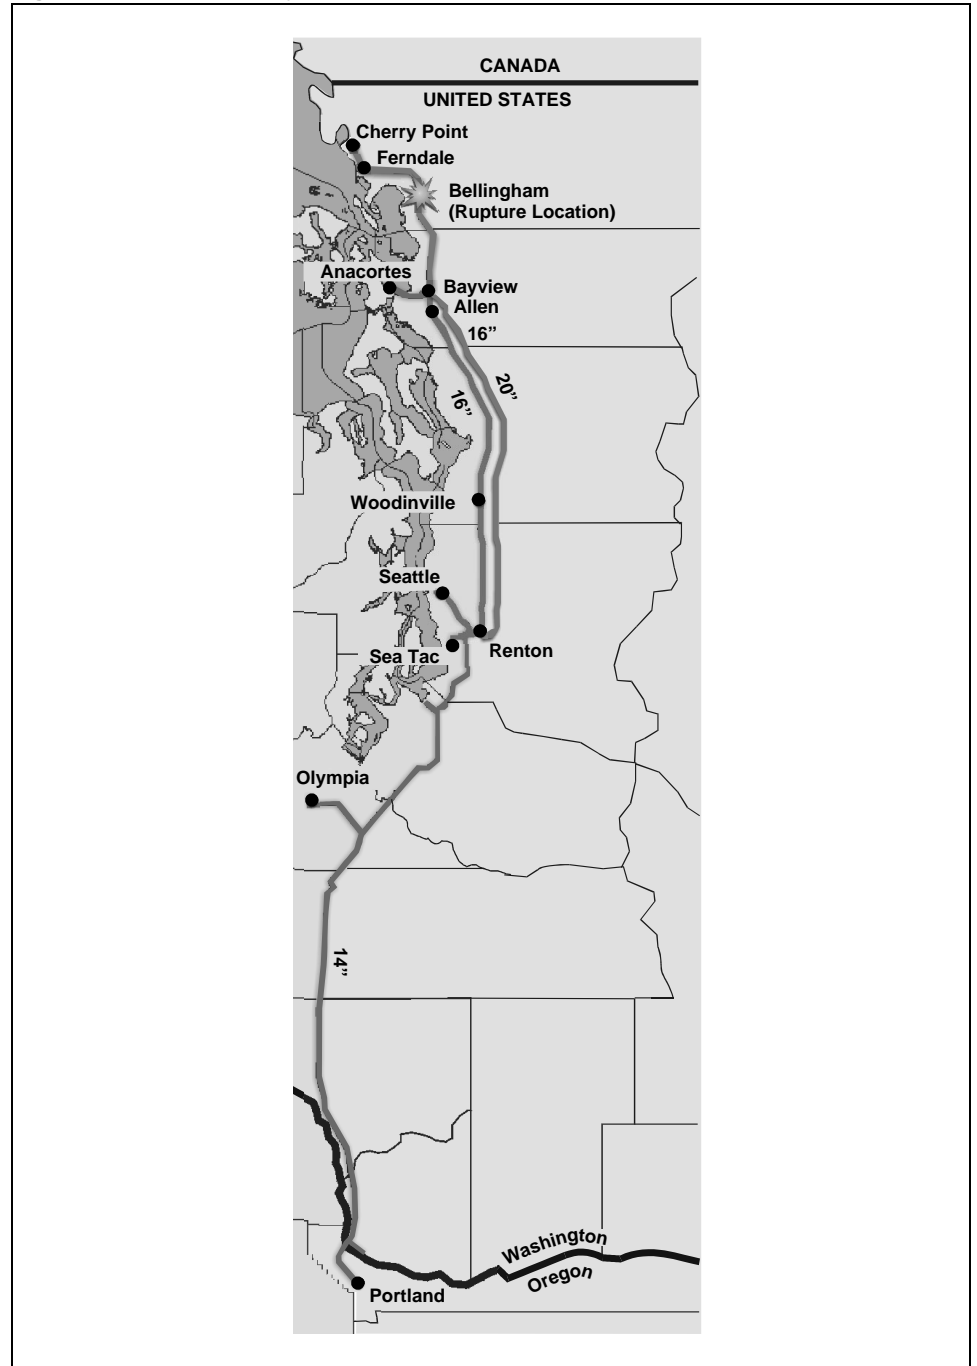 CANADA
UNITED STATES
Cherry Point
Ferndale
Bellingham
(Rupture Location)
Anacortes
Bayview
Allen
16”
20”
16”
Woodinville
Seattle
Renton
Sea Tac
Olympia
14”
Washington
Oregon
Portland